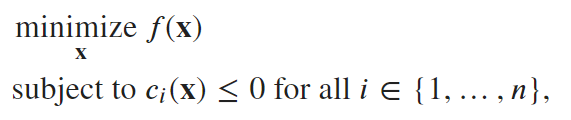 minimize f(x)
x
subject to cᵢ(x) ≤ 0 for all i ∈ {1, … , n},